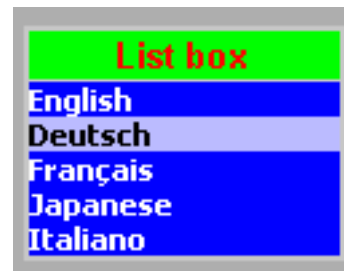 List box
English
Deutsch
Français
Japanese
Italiano